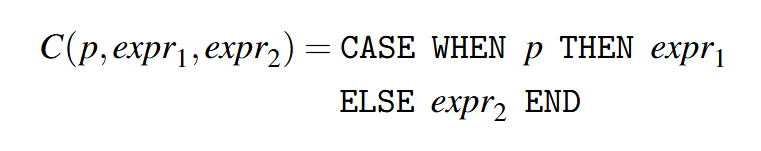 C(p, expr₁, expr₂) = CASE WHEN p THEN expr₁
ELSE expr₂ END